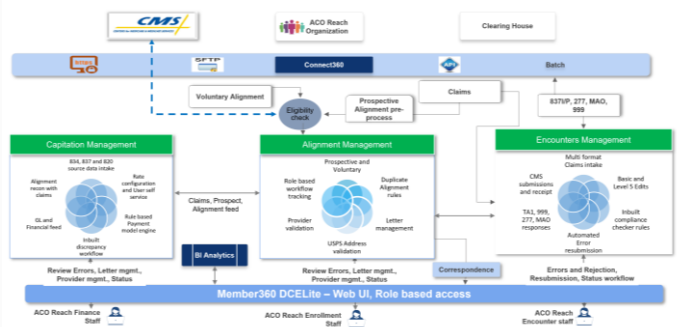 CMS
ACO Reach
Organization
Clearing House
SFTP
Connect360
API
Batch
Voluntary Alignment
Eligibility
check
Prospective
Alignment pre-
process
Claims
837I/P, 277, MAO,
999
Capitation Management
834, 837 and 820
source data intake
Alignment
recon with
claims
Rate
configuration
and User self
service
GL and
Financial feed
Rule based
Payment
model engine
Inbuilt
discrepancy
workflow
Review Errors, Letter mgmt.,
Provider mgmt., Status
Claims, Prospect,
Alignment feed
BI Analytics
Alignment Management
Prospective and
Voluntary
Role based
workflow
tracking
Duplicate
Alignment
rules
Provider
validation
Letter
management
USPS Address
validation
Review Errors, Letter mgmt.,
Provider mgmt., Status
Correspondence
Encounters Management
Multi format
Claims intake
CMS
submissions
and receipt
Basic and
Level 5 Edits
TA1, 999,
277, MAO
responses
Inbuilt
compliance
checker rules
Automated
Error
resubmission
Errors and Rejection,
Resubmission, Status workflow
Member360 DCELite – Web UI, Role based access
ACO Reach Finance
Staff
ACO Reach Enrollment
Staff
ACO Reach
Encounter staff